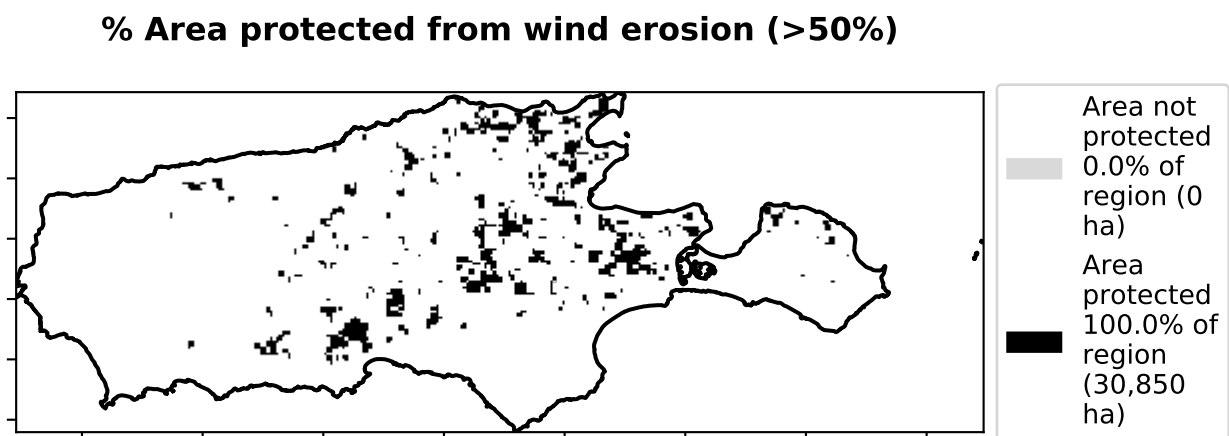 % Area protected from wind erosion (>50%)
Area not
protected
0.0% of
region (0
ha)
Area
protected
100.0% of
region
(30,850
ha)